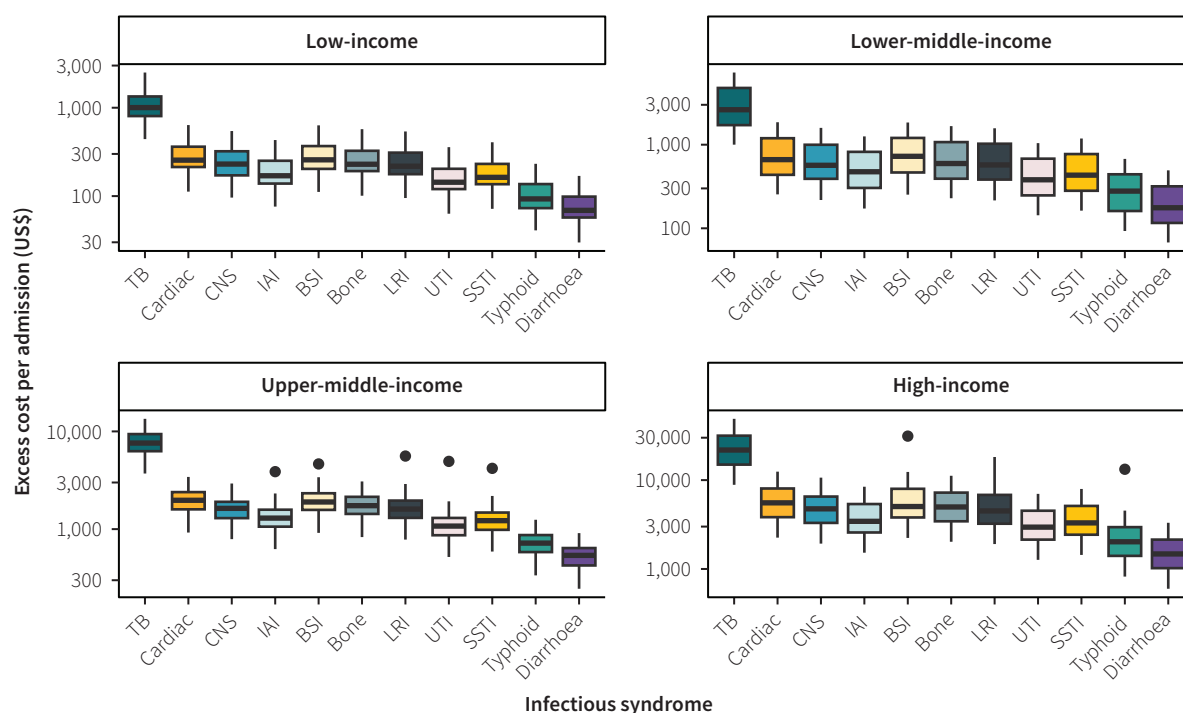 Excess cost per admission (US$)
Low-income
3,000
1,000
300
100
30
TB
Cardiac
CNS
IAI
BSI
Bone
LRI
UTI
SSTI
Typhoid
Diarrhoea
Lower-middle-income
3,000
1,000
300
100
TB
Cardiac
CNS
IAI
BSI
Bone
LRI
UTI
SSTI
Typhoid
Diarrhoea
Upper-middle-income
10,000
3,000
1,000
300
TB
Cardiac
CNS
IAI
BSI
Bone
LRI
UTI
SSTI
Typhoid
Diarrhoea
High-income
30,000
10,000
3,000
1,000
TB
Cardiac
CNS
IAI
BSI
Bone
LRI
UTI
SSTI
Typhoid
Diarrhoea
Infectious syndrome